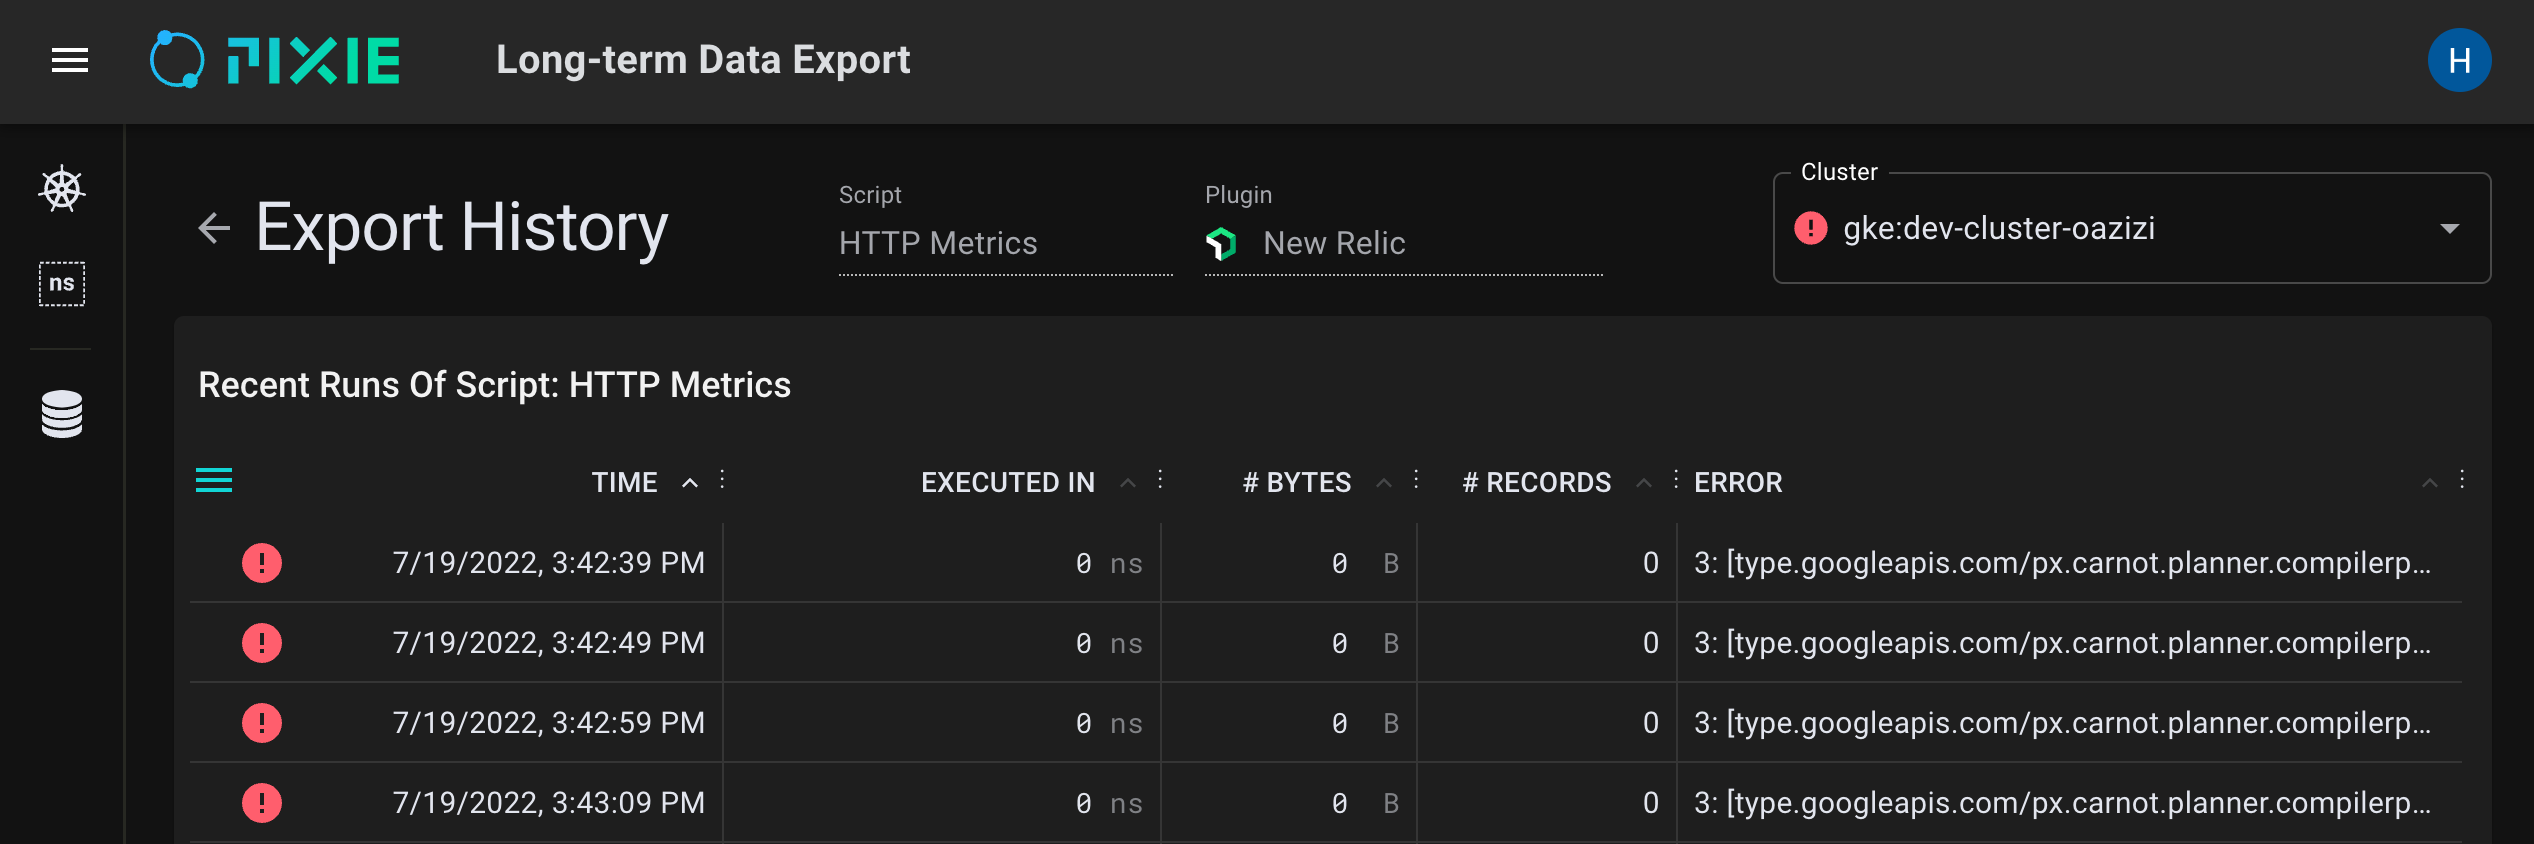 PIXIE Long-term Data Export H
Script Plugin Cluster
Export History HTTP Metrics New Relic gke:dev-cluster-oazizi
ns
Recent Runs Of Script: HTTP Metrics
TIME EXECUTED IN # BYTES # RECORDS ERROR
7/19/2022, 3:42:39 PM 0 ns 0 B 0 3: [type.googleapis.com/px.carnot.planner.compilerp...
7/19/2022, 3:42:49 PM 0 ns 0 B 0 3: [type.googleapis.com/px.carnot.planner.compilerp...
7/19/2022, 3:42:59 PM 0 ns 0 B 0 3: [type.googleapis.com/px.carnot.planner.compilerp...
7/19/2022, 3:43:09 PM 0 ns 0 B 0 3: [type.googleapis.com/px.carnot.planner.compilerp...